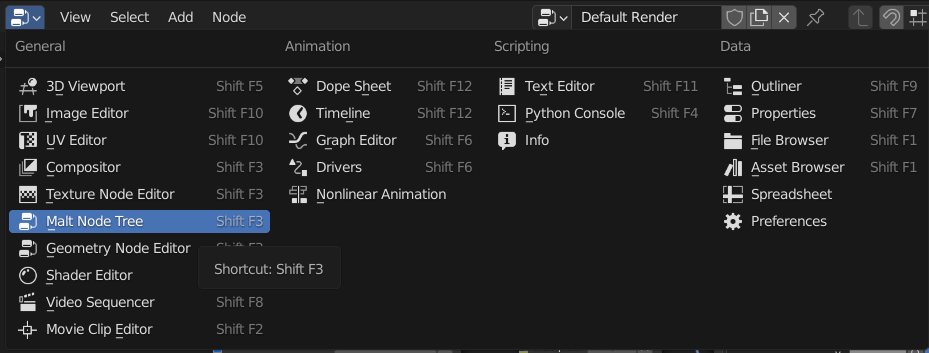 View Select Add Node Default Render
General
3D Viewport Shift F5
Image Editor Shift F10
UV Editor Shift F10
Compositor Shift F3
Texture Node Editor Shift F3
Malt Node Tree Shift F3
Geometry Node Editor Shift F3
Shader Editor
Video Sequencer Shift F8
Movie Clip Editor Shift F2
Shortcut: Shift F3
Animation
Dope Sheet Shift F12
Timeline Shift F12
Graph Editor Shift F6
Drivers Shift F6
Nonlinear Animation
Scripting
Text Editor Shift F11
Python Console Shift F4
Info
Data
Outliner Shift F9
Properties Shift F7
File Browser Shift F1
Asset Browser Shift F1
Spreadsheet
Preferences